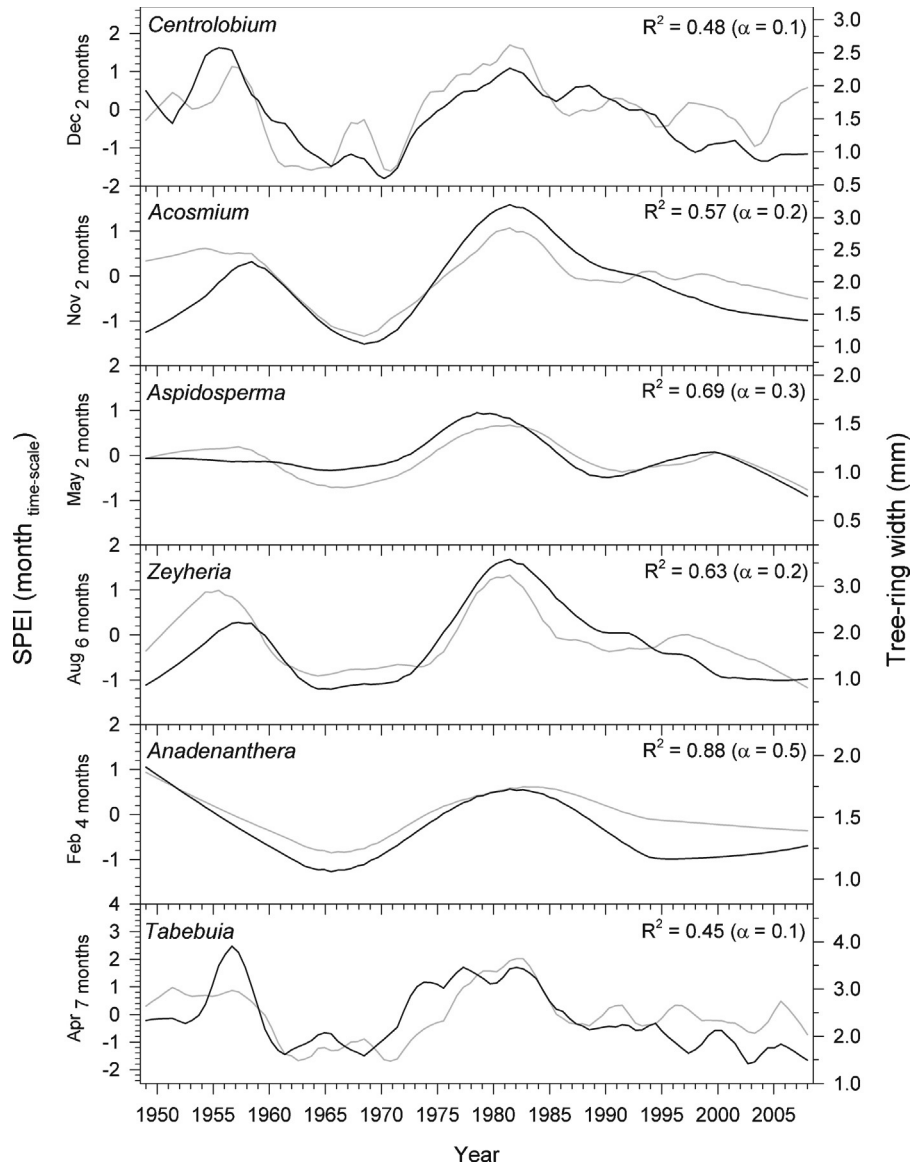 Centrolobium
R² = 0.48 (α = 0.1)
Dec 2 months
2
1
0
-1
-2
3.0
2.5
2.0
1.5
1.0
0.5
Acosmium
R² = 0.57 (α = 0.2)
Nov 2 months
1
0
-1
2
3.0
2.5
2.0
1.5
1.0
Aspidosperma
R² = 0.69 (α = 0.3)
May 2 months
1
0
-1
2
2.0
1.5
1.0
0.5
Zeyheria
R² = 0.63 (α = 0.2)
Aug 6 months
1
0
-1
2
3.0
2.0
1.0
Anadenanthera
R² = 0.88 (α = 0.5)
Feb 4 months
1
0
-1
4
2.0
1.5
1.0
Tabebuia
R² = 0.45 (α = 0.1)
Apr 7 months
3
2
1
0
-1
-2
4.0
3.0
2.0
1.0
SPEI (month time-scale)
Tree-ring width (mm)
1950 1955 1960 1965 1970 1975 1980 1985 1990 1995 2000 2005
Year